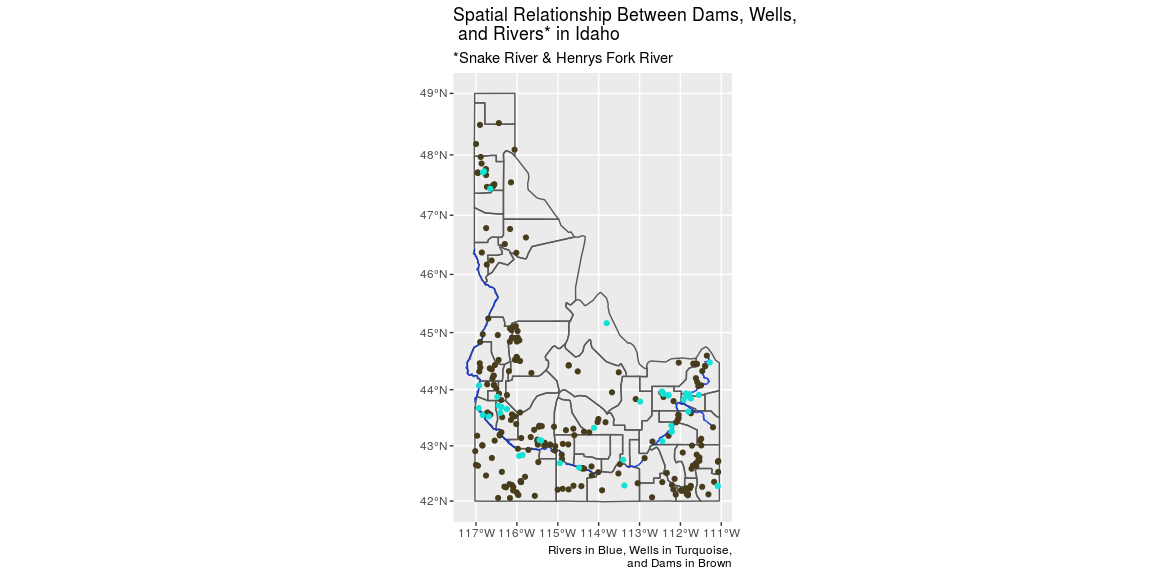 Spatial Relationship Between Dams, Wells,
and Rivers* in Idaho
*Snake River & Henrys Fork River
49°N
48°N
47°N
46°N
45°N
44°N
43°N
42°N
117°W 116°W 115°W 114°W 113°W 112°W 111°W
Rivers in Blue, Wells in Turquoise,
and Dams in Brown